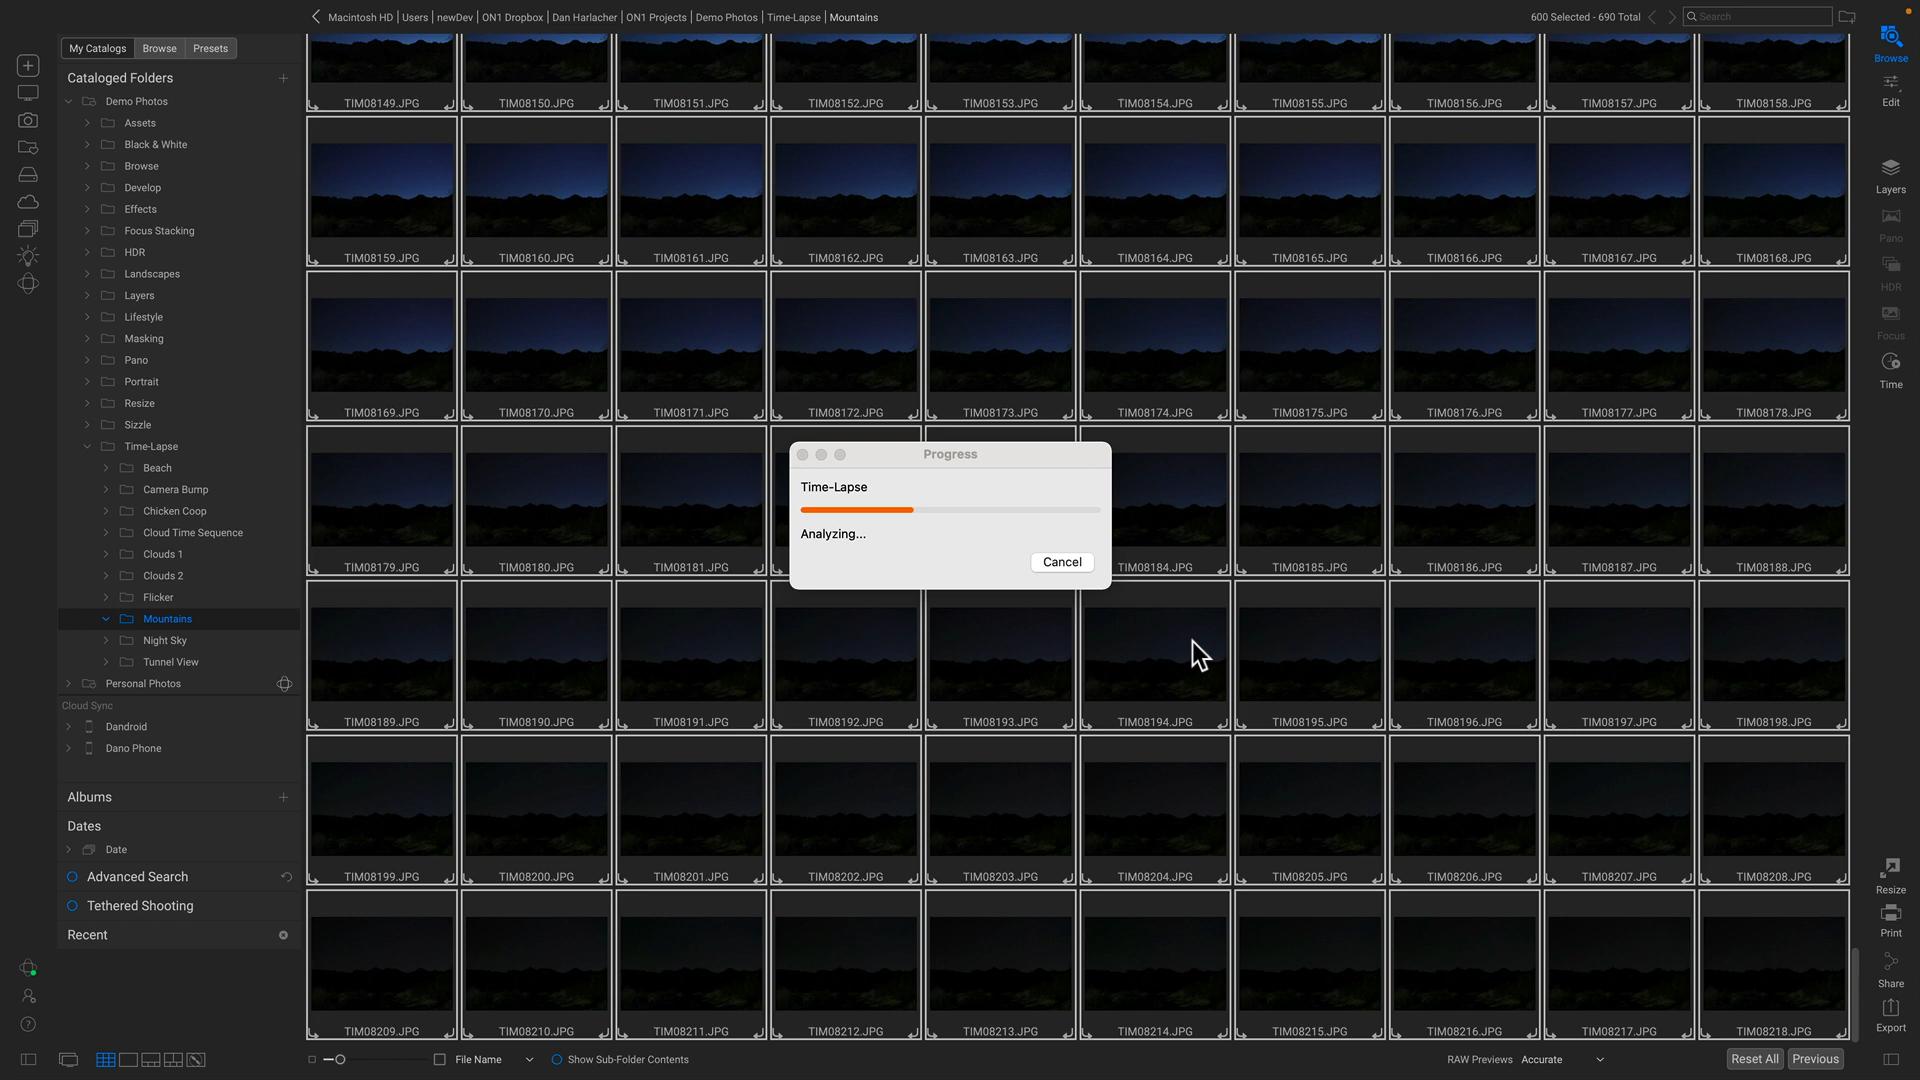 Macintosh HD | Users | newDev | ON1 Dropbox | Dan Harlacher | ON1 Projects | Demo Photos | Time-Lapse | Mountains
600 Selected - 690 Total
Search
My Catalogs Browse Presets
Cataloged Folders
Demo Photos
Assets
Black & White
Browse
Develop
Effects
Focus Stacking
HDR
Landscapes
Layers
Lifestyle
Masking
Pano
Portrait
Resize
Sizzle
Time-Lapse
Beach
Camera Bump
Chicken Coop
Cloud Time Sequence
Clouds 1
Clouds 2
Flicker
Mountains
Night Sky
Tunnel View
Personal Photos
Cloud Sync
Dandroid
Dano Phone
Albums
Dates
Date
Advanced Search
Tethered Shooting
Recent
TIM08149.JPG TIM08150.JPG TIM08151.JPG TIM08152.JPG TIM08153.JPG TIM08154.JPG TIM08155.JPG TIM08156.JPG TIM08157.JPG TIM08158.JPG
TIM08159.JPG TIM08160.JPG TIM08161.JPG TIM08162.JPG TIM08163.JPG TIM08164.JPG TIM08165.JPG TIM08166.JPG TIM08167.JPG TIM08168.JPG
TIM08169.JPG TIM08170.JPG TIM08171.JPG TIM08172.JPG TIM08173.JPG TIM08174.JPG TIM08175.JPG TIM08176.JPG TIM08177.JPG TIM08178.JPG
Progress
Time-Lapse
Analyzing...
Cancel
TIM08179.JPG TIM08180.JPG TIM08181.JPG TIM08184.JPG TIM08185.JPG TIM08186.JPG TIM08187.JPG TIM08188.JPG
TIM08189.JPG TIM08190.JPG TIM08191.JPG TIM08192.JPG TIM08193.JPG TIM08194.JPG TIM08195.JPG TIM08196.JPG TIM08197.JPG TIM08198.JPG
TIM08199.JPG TIM08200.JPG TIM08201.JPG TIM08202.JPG TIM08203.JPG TIM08204.JPG TIM08205.JPG TIM08206.JPG TIM08207.JPG TIM08208.JPG
TIM08209.JPG TIM08210.JPG TIM08211.JPG TIM08212.JPG TIM08213.JPG TIM08214.JPG TIM08215.JPG TIM08216.JPG TIM08217.JPG TIM08218.JPG
Browse
Edit
Layers
Pano
HDR
Focus
Time
Resize
Print
Share
Export
File Name
Show Sub-Folder Contents
RAW Previews Accurate
Reset All Previous